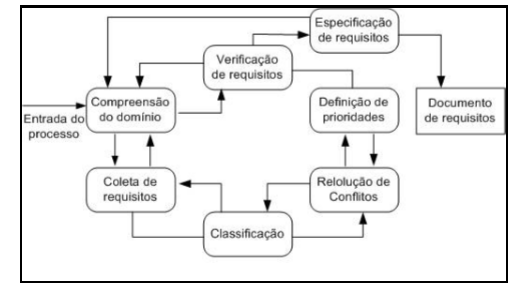 Especificação
de requisitos
Verificação
de requisitos
Entrada do
processo
Compreensão
do domínio
Definição de
prioridades
Documento
de requisitos
Coleta de
requisitos
Relolução de
Conflitos
Classificação